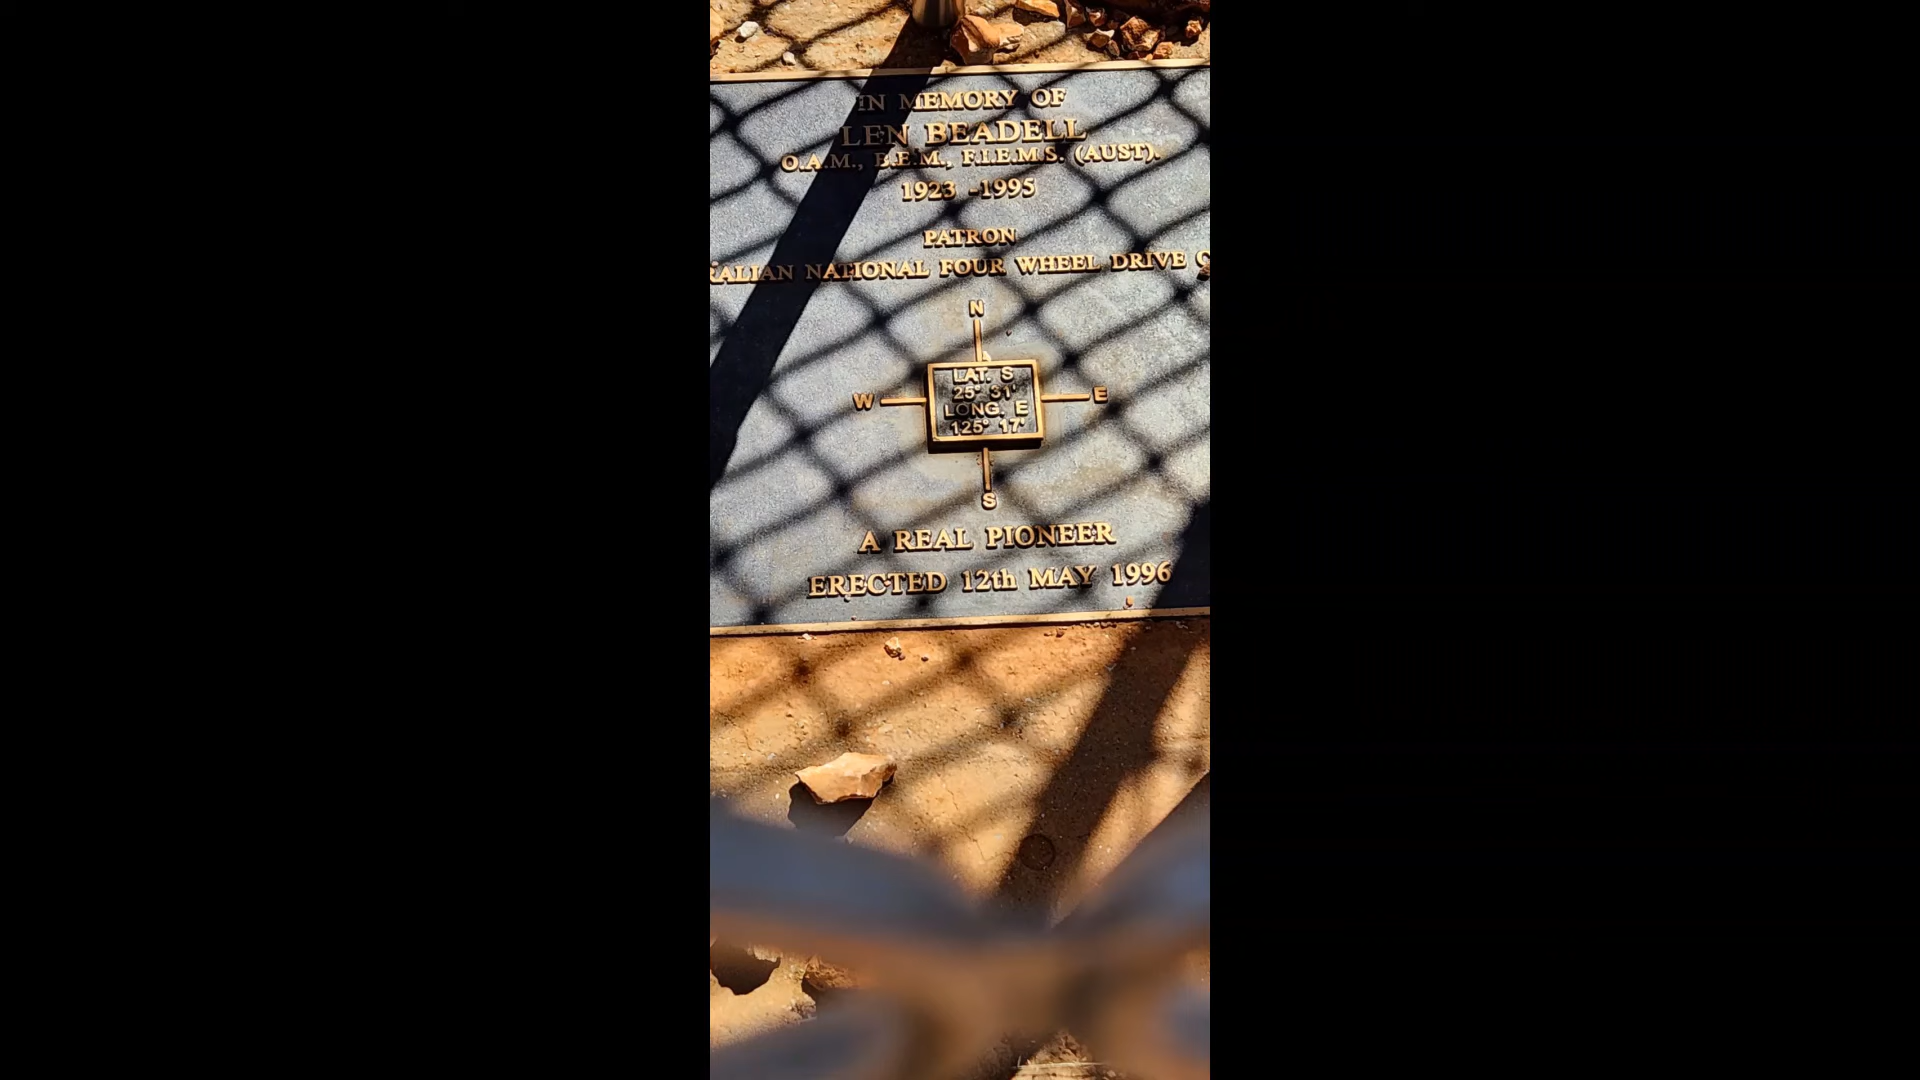 IN MEMORY OF
LEN BEADELL
O.A.M., B.E.M., F.I.E.M.S. (AUST).
1923 -1995
PATRON
RALIAN NATIONAL FOUR WHEEL DRIVE C
N
W
E
LAT. S
25° 31'
LONG. E
125° 17'
S
A REAL PIONEER
ERECTED 12th MAY 1996